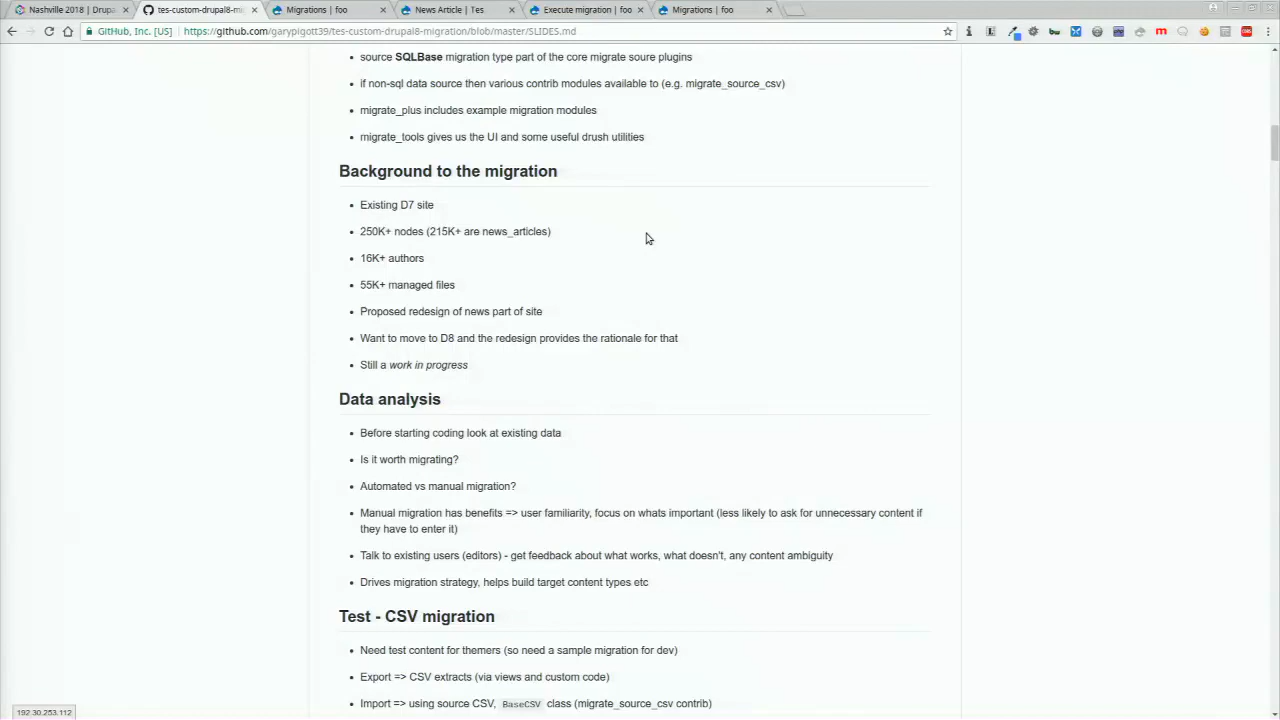 Nashville 2018 | Drupa
tes-custom-drupal8-mi
Migrations | foo
News Article | Tes
Execute migration | foo
Migrations | foo
GitHub, Inc. [US]
https://github.com/garypigott39/tes-custom-drupal8-migration/blob/master/SLIDES.md
source SQLBase migration type part of the core migrate soure plugins
if non-sql data source then various contrib modules available to (e.g. migrate_source_csv)
migrate_plus includes example migration modules
migrate_tools gives us the UI and some useful drush utilities
Background to the migration
Existing D7 site
250K+ nodes (215K+ are news_articles)
16K+ authors
55K+ managed files
Proposed redesign of news part of site
Want to move to D8 and the redesign provides the rationale for that
Still a work in progress
Data analysis
Before starting coding look at existing data
Is it worth migrating?
Automated vs manual migration?
Manual migration has benefits => user familiarity, focus on whats important (less likely to ask for unnecessary content if
they have to enter it)
Talk to existing users (editors) - get feedback about what works, what doesn't, any content ambiguity
Drives migration strategy, helps build target content types etc
Test - CSV migration
Need test content for themers (so need a sample migration for dev)
Export => CSV extracts (via views and custom code)
Import => using source CSV, BaseCSV class (migrate_source_csv contrib)
192.30.253.112